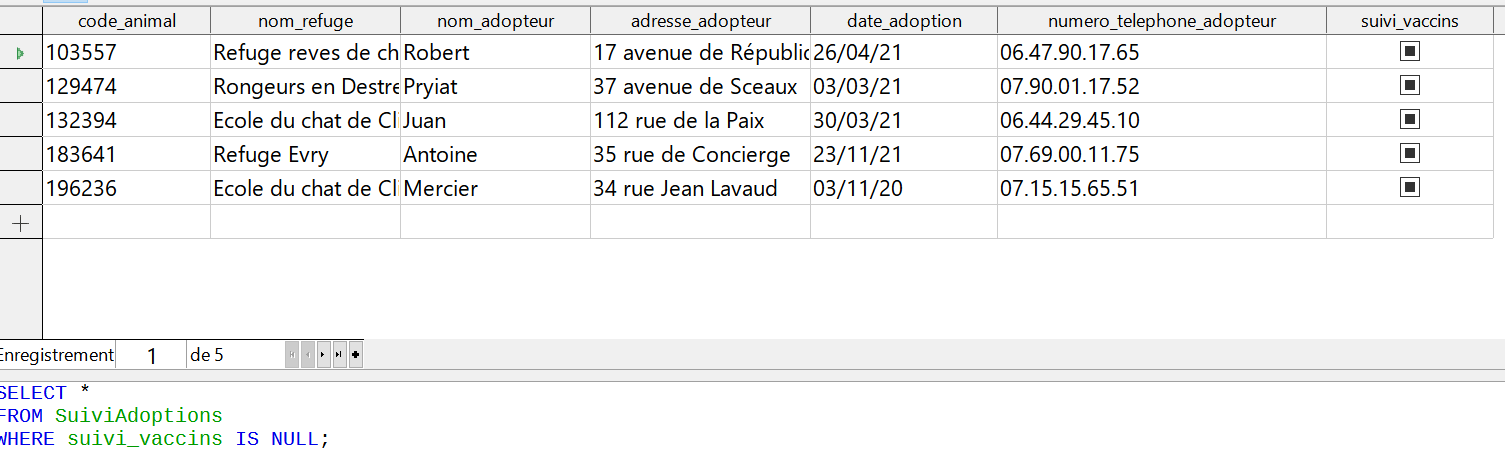 code_animal nom_refuge nom_adopteur adresse_adopteur date_adoption numero_telephone_adopteur suivi_vaccins
103557 Refuge reves de ch Robert 17 avenue de Républic 26/04/21 06.47.90.17.65
129474 Rongeurs en Destre Pryiat 37 avenue de Sceaux 03/03/21 07.90.01.17.52
132394 Ecole du chat de Cli Juan 112 rue de la Paix 30/03/21 06.44.29.45.10
183641 Refuge Evry Antoine 35 rue de Concierge 23/11/21 07.69.00.11.75
196236 Ecole du chat de Cli Mercier 34 rue Jean Lavaud 03/11/20 07.15.15.65.51
Enregistrement 1 de 5
SELECT *
FROM SuiviAdoptions
WHERE suivi_vaccins IS NULL;